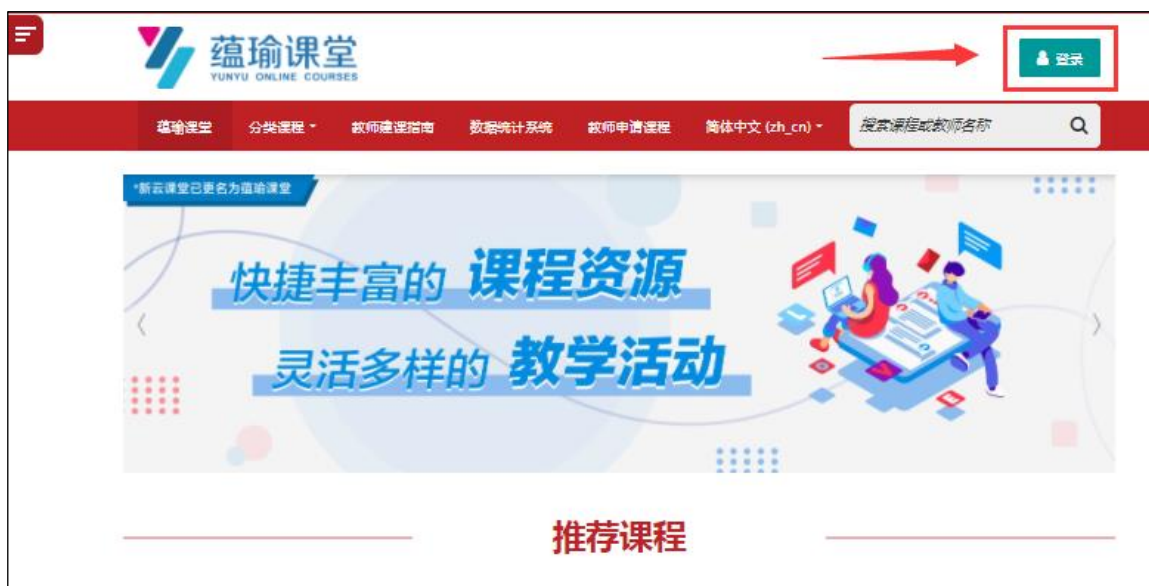 蕴瑜课堂
YUNYU ONLINE COURSES
登录
蕴瑜课堂 分类课程 教师建课指南 数据统计系统 教师申请课程 简体中文 (zh_cn) 搜索课程或教师名称
*新云课堂已更名为蕴瑜课堂
快捷丰富的 课程资源
灵活多样的 教学活动
推荐课程